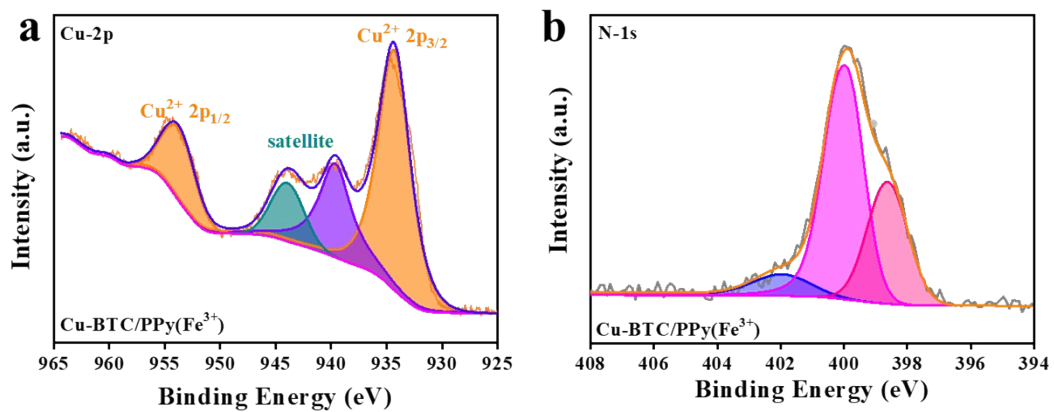 a
Cu-2p
Cu²⁺ 2p₃/₂
Cu²⁺ 2p₁/₂
satellite
Cu-BTC/PPy(Fe³⁺)
Intensity (a.u.)
965 960 955 950 945 940 935 930 925
Binding Energy (eV)
b
N-1s
Cu-BTC/PPy(Fe³⁺)
Intensity (a.u.)
408 406 404 402 400 398 396 394
Binding Energy (eV)